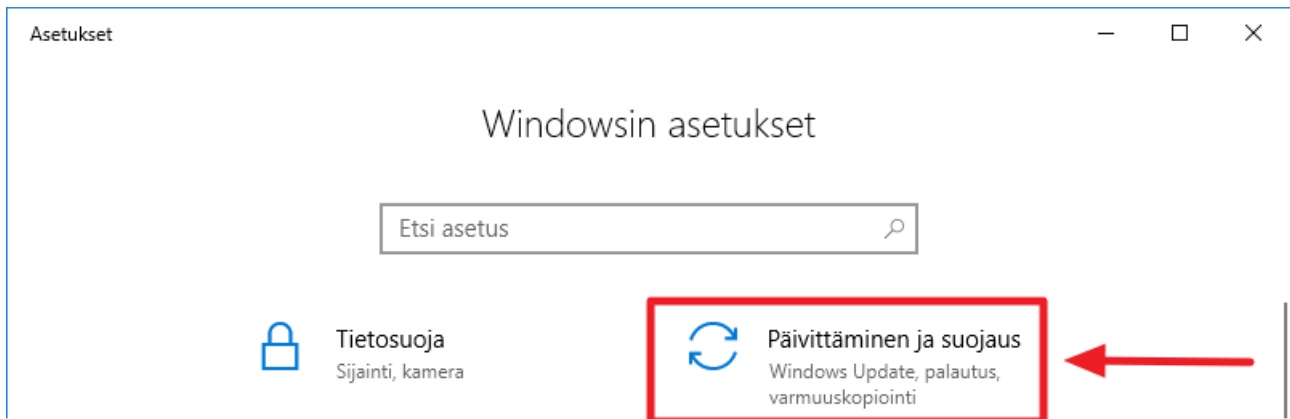 Asetukset
Windowsin asetukset
Etsi asetus
Tietosuoja
Sijainti, kamera
Päivittäminen ja suojaus
Windows Update, palautus,
varmuuskopiointi